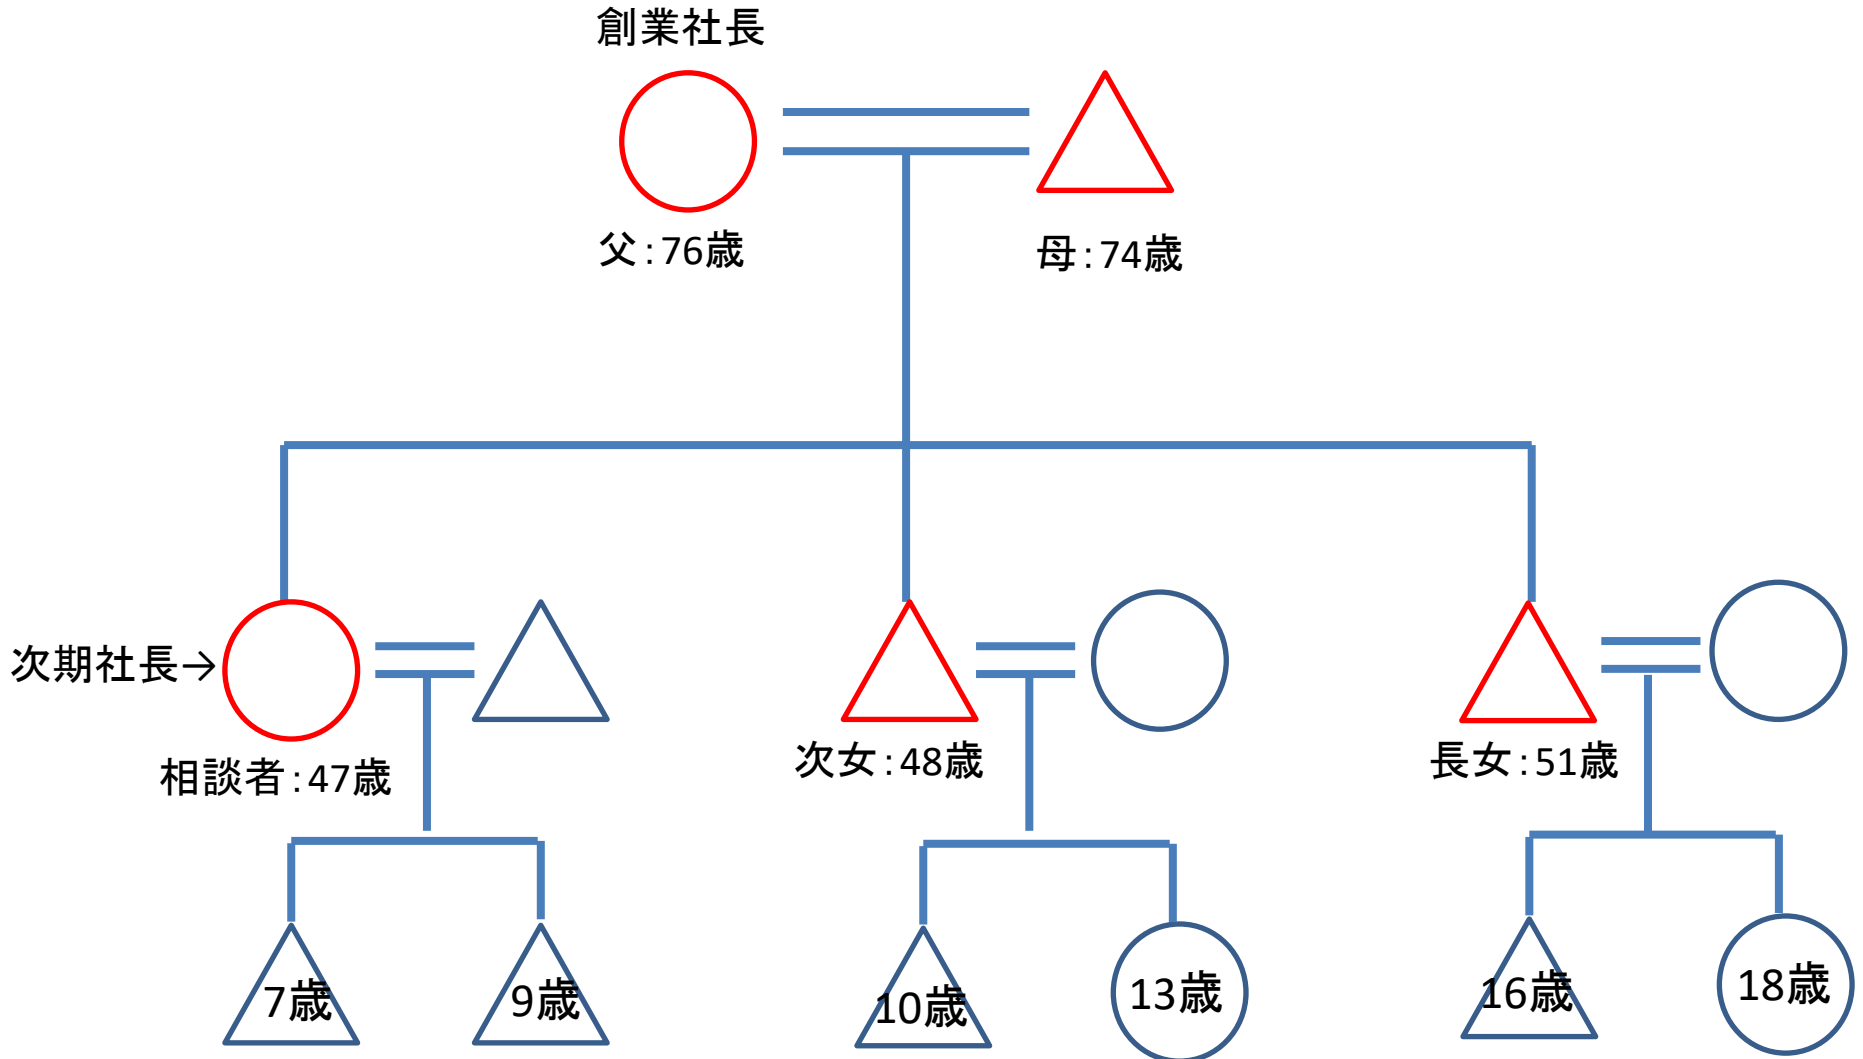 創業社長
父：76歳
母：74歳
次期社長→
相談者：47歳
次女：48歳
長女：51歳
7歳
9歳
10歳
13歳
16歳
18歳